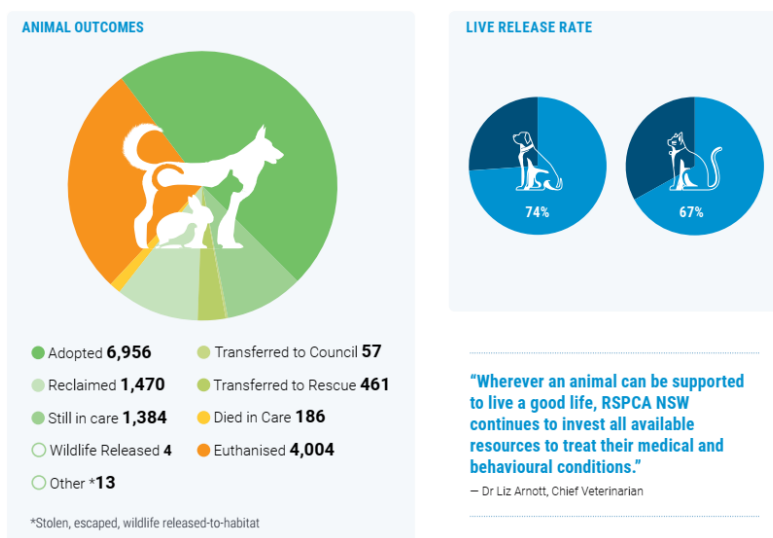 ANIMAL OUTCOMES
Adopted 6,956
Transferred to Council 57
Reclaimed 1,470
Transferred to Rescue 461
Still in care 1,384
Died in Care 186
Wildlife Released 4
Euthanised 4,004
Other *13
*Stolen, escaped, wildlife released-to-habitat
LIVE RELEASE RATE
74%
67%
“Wherever an animal can be supported
to live a good life, RSPCA NSW
continues to invest all available
resources to treat their medical and
behavioural conditions.”
— Dr Liz Arnott, Chief Veterinarian